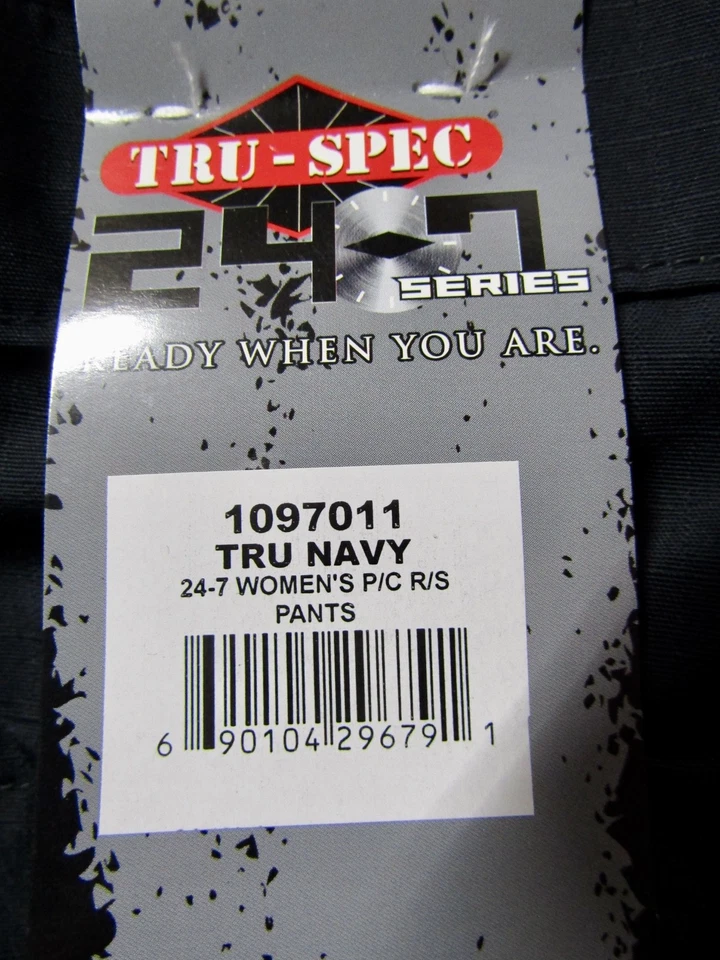 TRU-SPEC
24-7
SERIES
READY WHEN YOU ARE.
1097011
TRU NAVY
24-7 WOMEN'S P/C R/S
PANTS
6 90104 29679 1